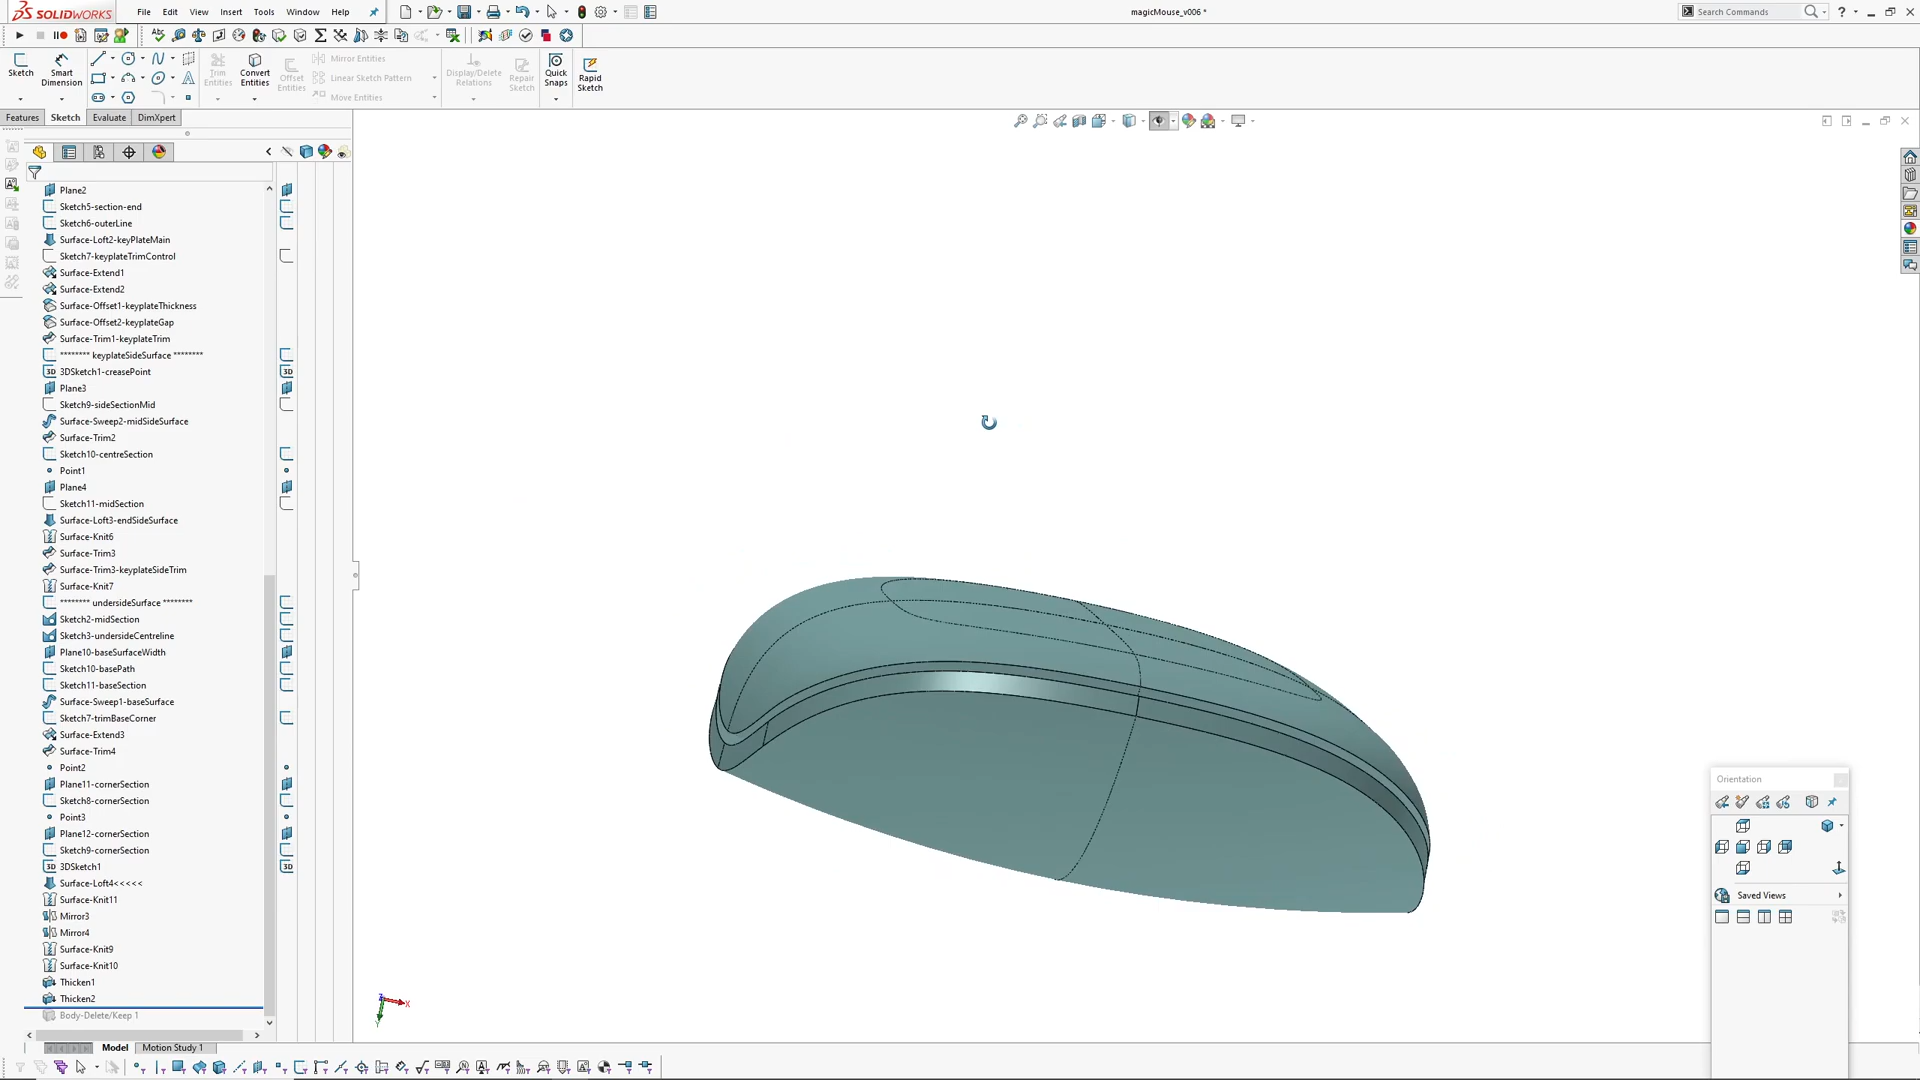 SOLIDWORKS File Edit View Insert Tools Window Help magicMouse_v006 * Search Commands ?
Sketch Smart Dimension Trim Entities Convert Entities Offset Entities Mirror Entities Linear Sketch Pattern Move Entities Display/Delete Relations Repair Sketch Quick Snaps Rapid Sketch
Features Sketch Evaluate DimXpert
Plane2
Sketch5-section-end
Sketch6-outerLine
Surface-Loft2-keyPlateMain
Sketch7-keyplateTrimControl
Surface-Extend1
Surface-Extend2
Surface-Offset1-keyplateThickness
Surface-Offset2-keyplateGap
Surface-Trim1-keyplateTrim
******** keyplateSideSurface ********
3D 3DSketch1-creasePoint 3D
Plane3
Sketch9-sideSectionMid
Surface-Sweep2-midSideSurface
Surface-Trim2
Sketch10-centreSection
Point1
Plane4
Sketch11-midSection
Surface-Loft3-endSideSurface
Surface-Knit6
Surface-Trim3
Surface-Trim3-keyplateSideTrim
Surface-Knit7
******** undersideSurface ********
Sketch2-midSection
Sketch3-undersideCentreline
Plane10-baseSurfaceWidth
Sketch10-basePath
Sketch11-baseSection
Surface-Sweep1-baseSurface
Sketch7-trimBaseCorner
Surface-Extend3
Surface-Trim4
Point2
Plane11-cornerSection
Sketch8-cornerSection
Point3
Plane12-cornerSection
Sketch9-cornerSection
3D 3DSketch1 3D
Surface-Loft4<<<<<
Surface-Knit11
Mirror3
Mirror4
Surface-Knit9
Surface-Knit10
Thicken1
Thicken2
Body-Delete/Keep 1
Model Motion Study 1
Orientation
Saved Views
X
Y